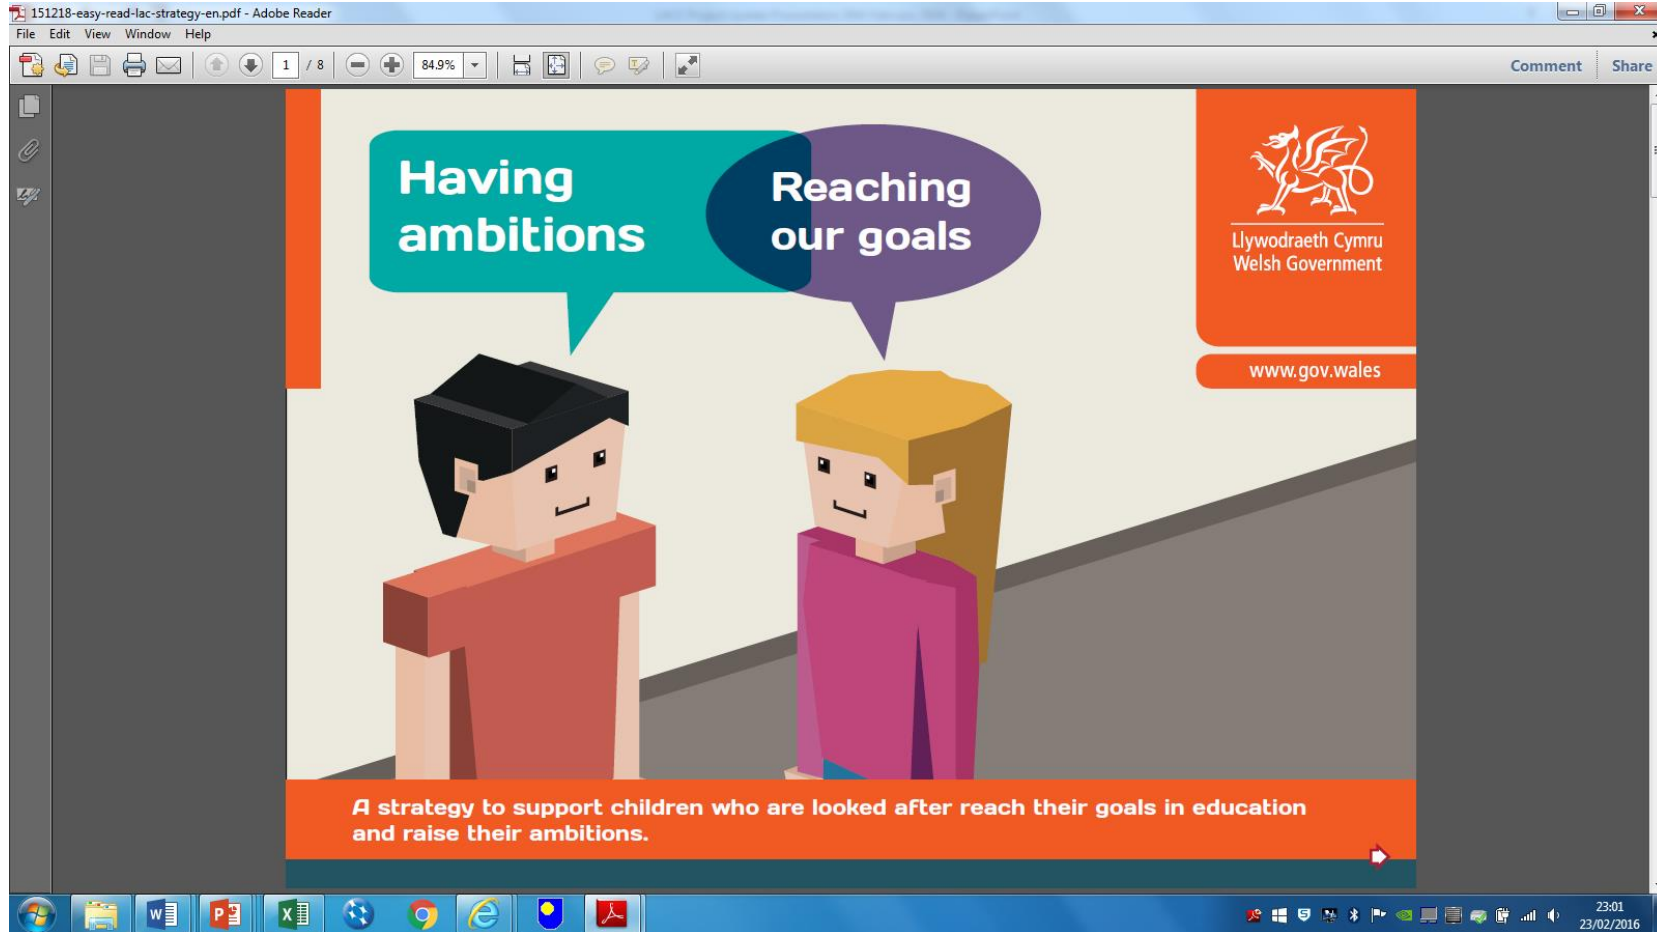 151218-easy-read-lac-strategy-en.pdf - Adobe Reader
File Edit View Window Help
1 / 8 84.9% Comment Share
Having
ambitions
Reaching
our goals
Llywodraeth Cymru
Welsh Government
www.gov.wales
A strategy to support children who are looked after reach their goals in education
and raise their ambitions.
23:01
23/02/2016